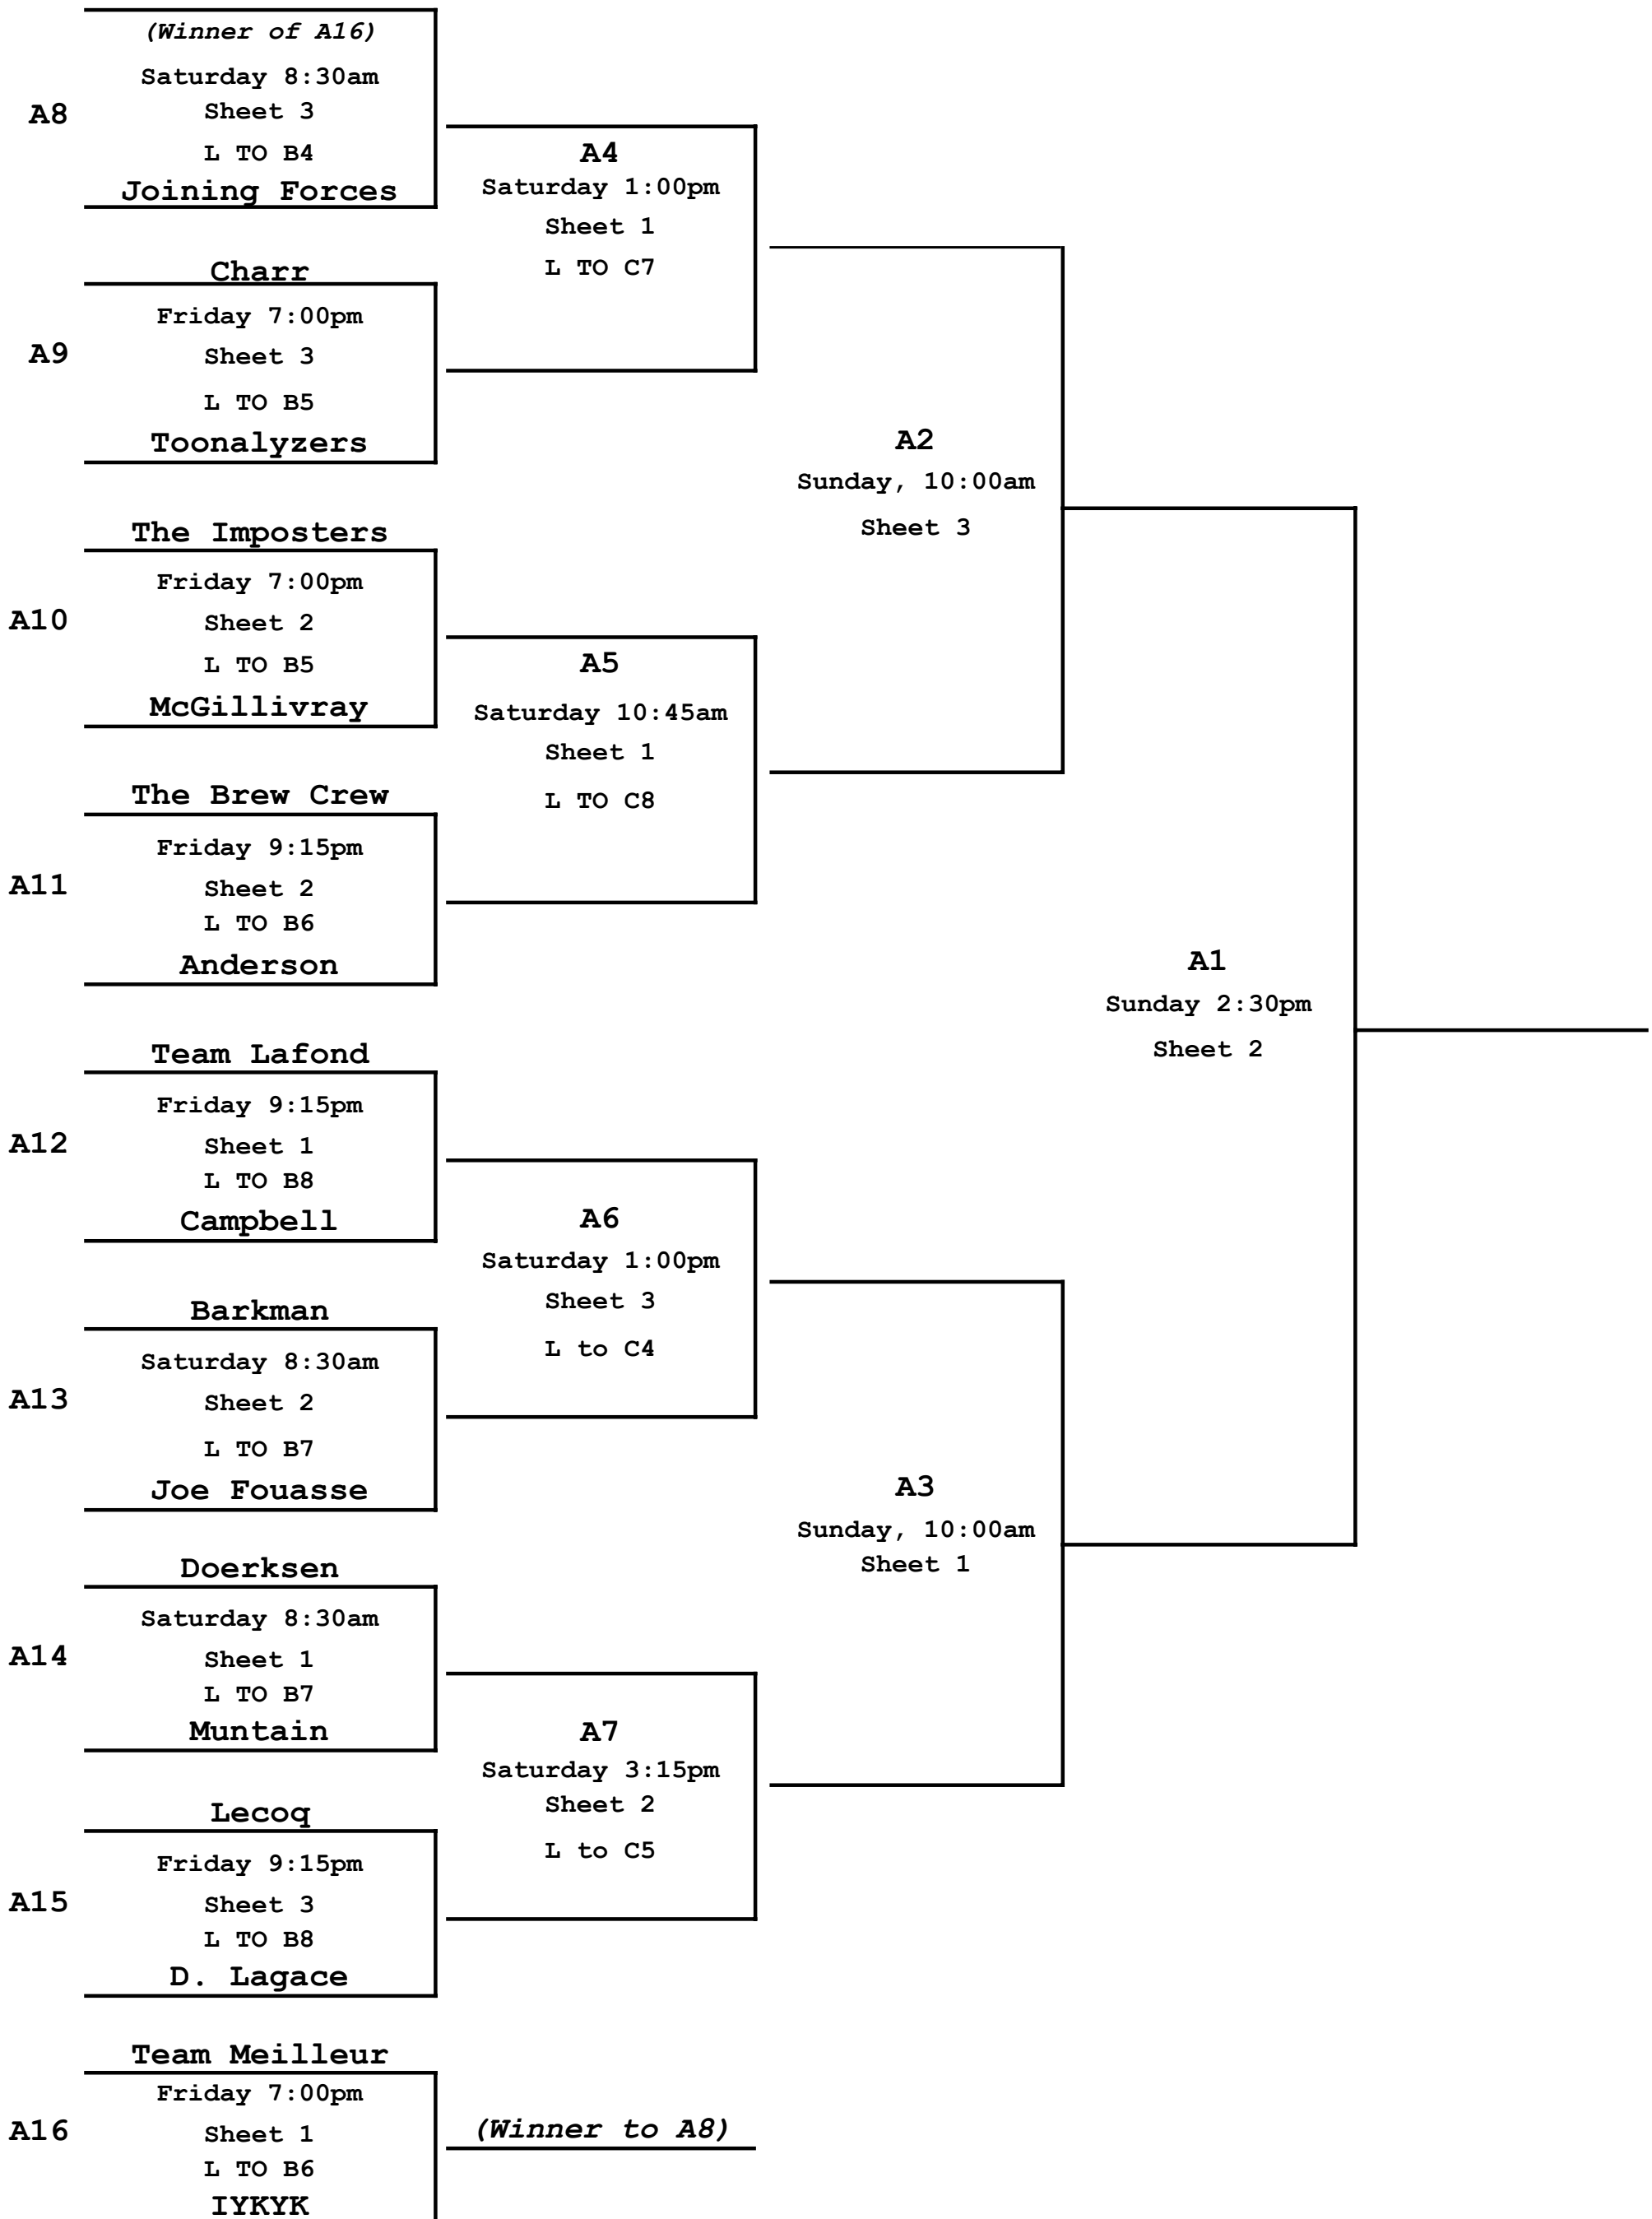 (Winner of A16)
Saturday 8:30am
A8
Sheet 3
L TO B4
Joining Forces
Charr
Friday 7:00pm
A9
Sheet 3
L TO B5
Toonalyzers
The Imposters
Friday 7:00pm
A10
Sheet 2
L TO B5
McGillivray
The Brew Crew
Friday 9:15pm
A11
Sheet 2
L TO B6
Anderson
Team Lafond
Friday 9:15pm
A12
Sheet 1
L TO B8
Campbell
Barkman
Saturday 8:30am
A13
Sheet 2
L TO B7
Joe Fouasse
Doerksen
Saturday 8:30am
A14
Sheet 1
L TO B7
Muntain
Lecoq
Friday 9:15pm
A15
Sheet 3
L TO B8
D. Lagace
Team Meilleur
Friday 7:00pm
A16
Sheet 1
L TO B6
IYKYK
A4
Saturday 1:00pm
Sheet 1
L TO C7
A5
Saturday 10:45am
Sheet 1
L TO C8
A6
Saturday 1:00pm
Sheet 3
L to C4
A7
Saturday 3:15pm
Sheet 2
L to C5
(Winner to A8)
A2
Sunday, 10:00am
Sheet 3
A3
Sunday, 10:00am
Sheet 1
A1
Sunday 2:30pm
Sheet 2